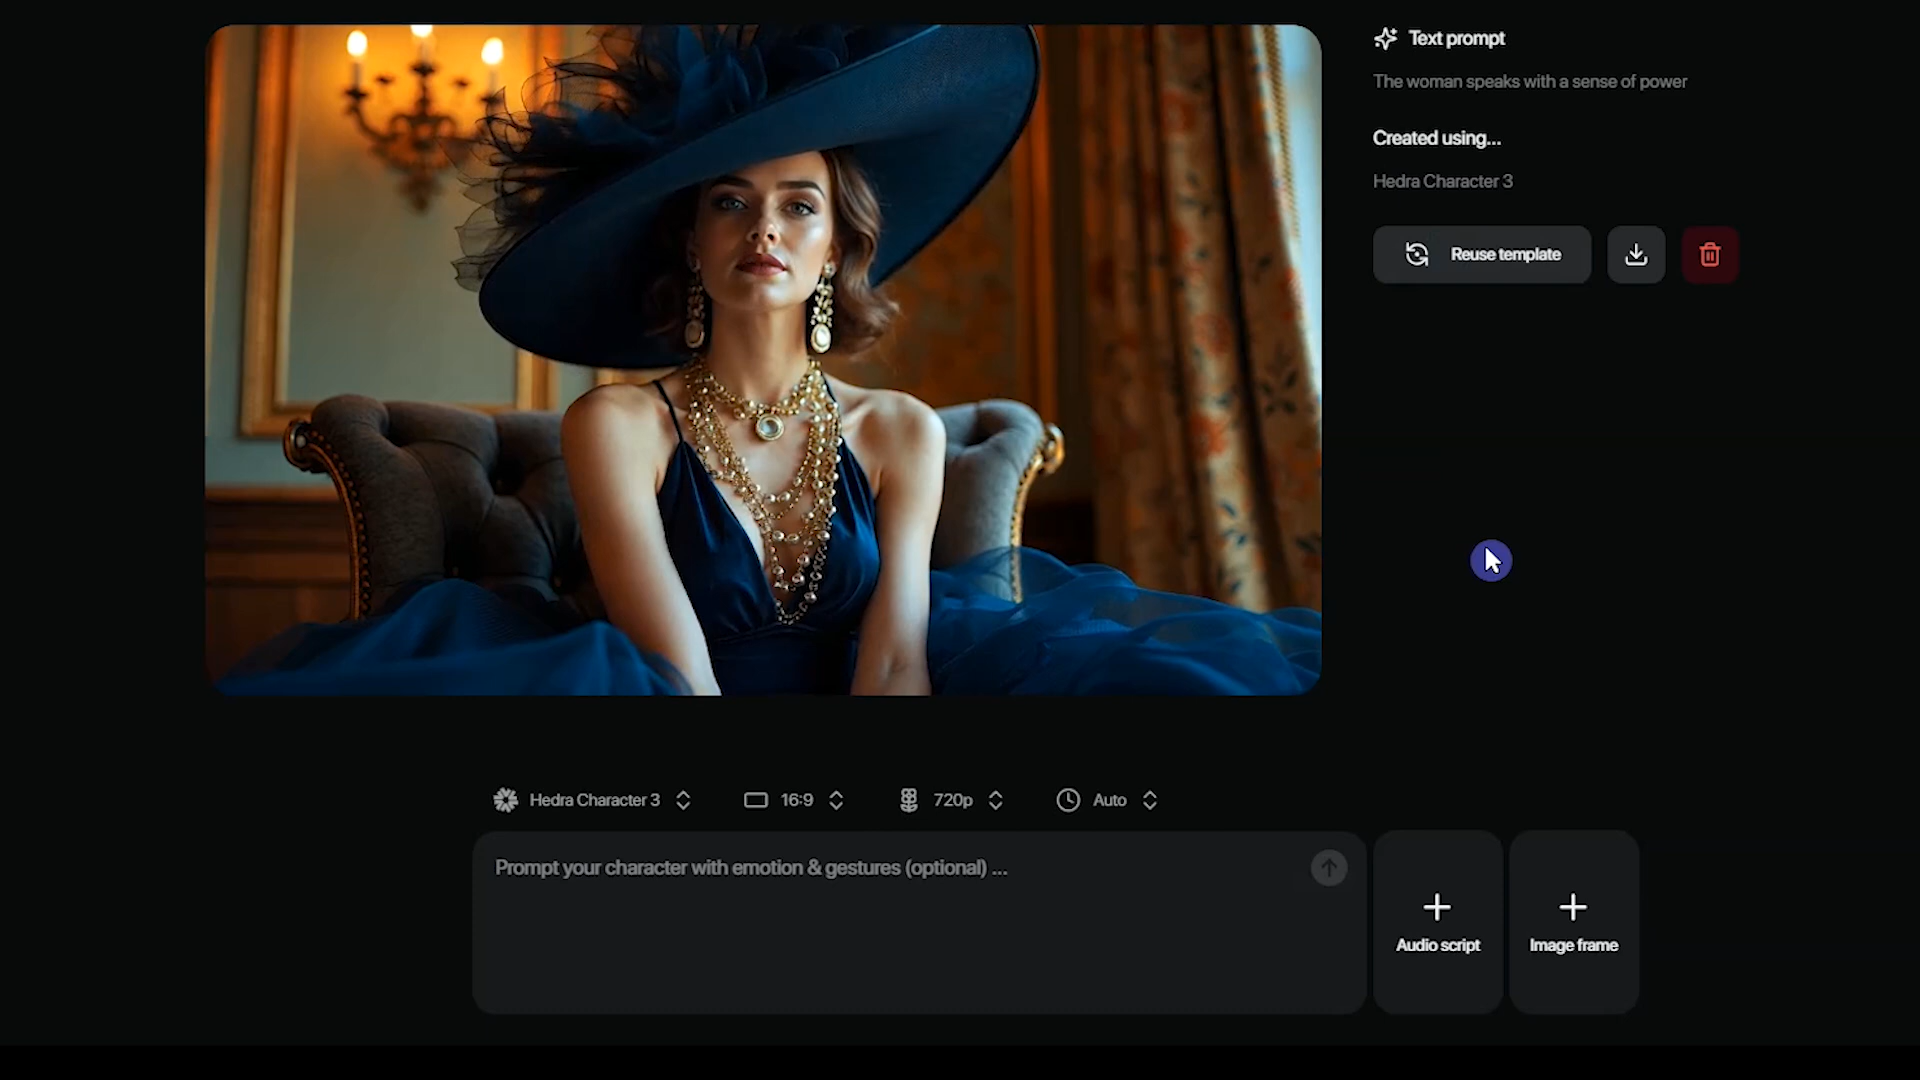 Text prompt
The woman speaks with a sense of power
Created using...
Hedra Character 3
Reuse template
Hedra Character 3
16:9
720p
Auto
Prompt your character with emotion & gestures (optional) ...
Audio script
Image frame